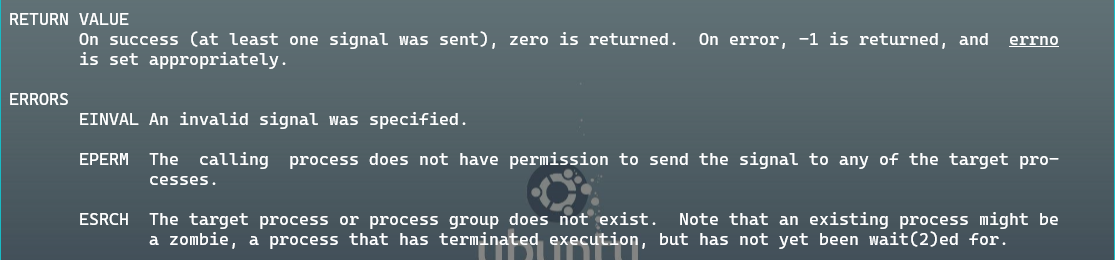 RETURN VALUE
On success (at least one signal was sent), zero is returned.  On error, −1 is returned, and  errno
is set appropriately.
ERRORS
EINVAL An invalid signal was specified.
EPERM  The  calling  process does not have permission to send the signal to any of the target pro‐
cesses.
ESRCH  The target process or process group does not exist.  Note that an existing process might be
a zombie, a process that has terminated execution, but has not yet been wait(2)ed for.
ubuntu